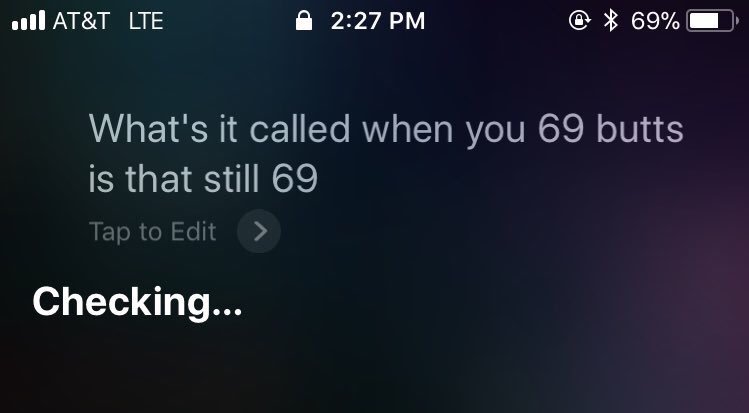 AT&T LTE 2:27 PM 69%
What's it called when you 69 butts
is that still 69
Tap to Edit
Checking...